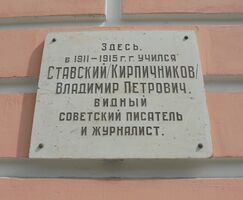 Здесь,
в 1911–1915 г.г. учился
Ставский/Кирпичников/
Владимир Петрович.
Видный
советский писатель
и журналист.